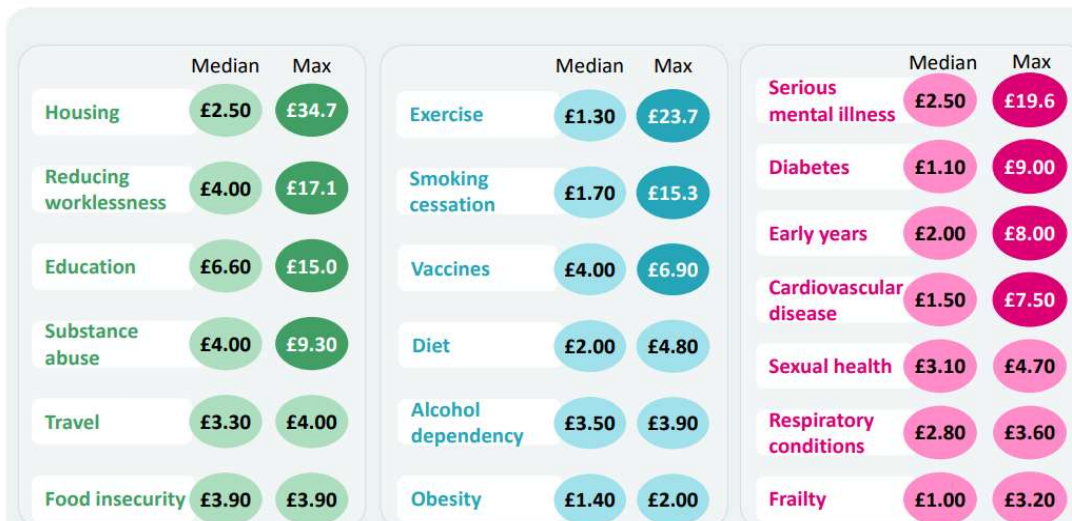 Median Max
Housing £2.50 £34.7
Reducing
worklessness £4.00 £17.1
Education £6.60 £15.0
Substance
abuse £4.00 £9.30
Travel £3.30 £4.00
Food insecurity £3.90 £3.90
Median Max
Exercise £1.30 £23.7
Smoking
cessation £1.70 £15.3
Vaccines £4.00 £6.90
Diet £2.00 £4.80
Alcohol
dependency £3.50 £3.90
Obesity £1.40 £2.00
Median Max
Serious
mental illness £2.50 £19.6
Diabetes £1.10 £9.00
Early years £2.00 £8.00
Cardiovascular
disease £1.50 £7.50
Sexual health £3.10 £4.70
Respiratory
conditions £2.80 £3.60
Frailty £1.00 £3.20